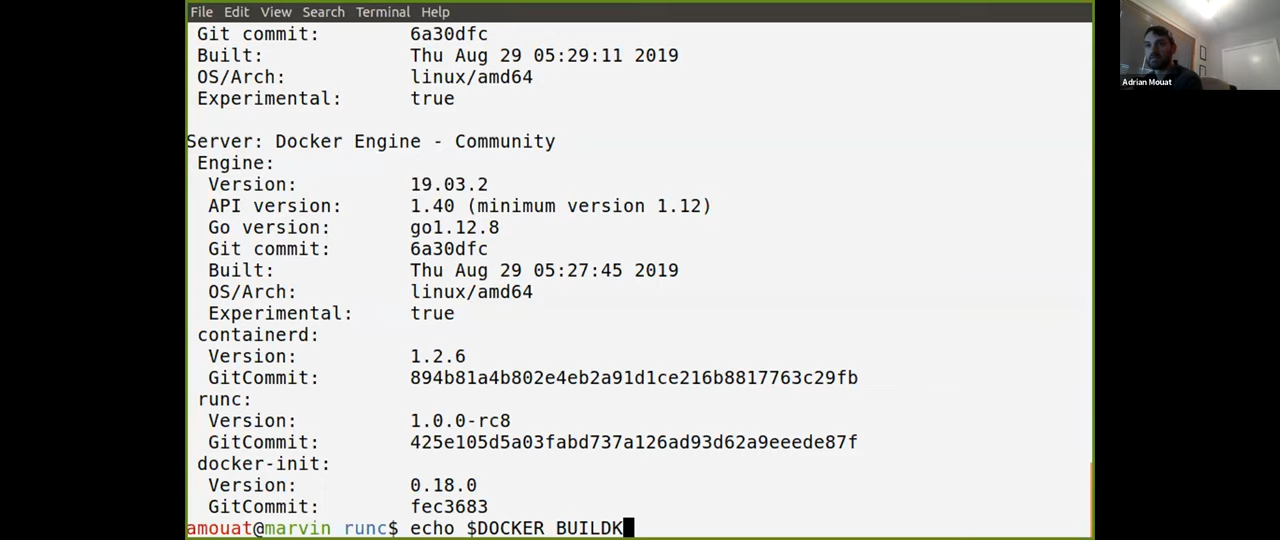 File Edit View Search Terminal Help
Git commit: 6a30dfc
Built: Thu Aug 29 05:29:11 2019
OS/Arch: linux/amd64
Experimental: true
Adrian Mouat
Server: Docker Engine - Community
Engine:
Version: 19.03.2
API version: 1.40 (minimum version 1.12)
Go version: go1.12.8
Git commit: 6a30dfc
Built: Thu Aug 29 05:27:45 2019
OS/Arch: linux/amd64
Experimental: true
containerd:
Version: 1.2.6
GitCommit: 894b81a4b802e4eb2a91d1ce216b8817763c29fb
runc:
Version: 1.0.0-rc8
GitCommit: 425e105d5a03fabd737a126ad93d62a9eeede87f
docker-init:
Version: 0.18.0
GitCommit: fec3683
amouat@marvin runc$ echo $DOCKER_BUILDK